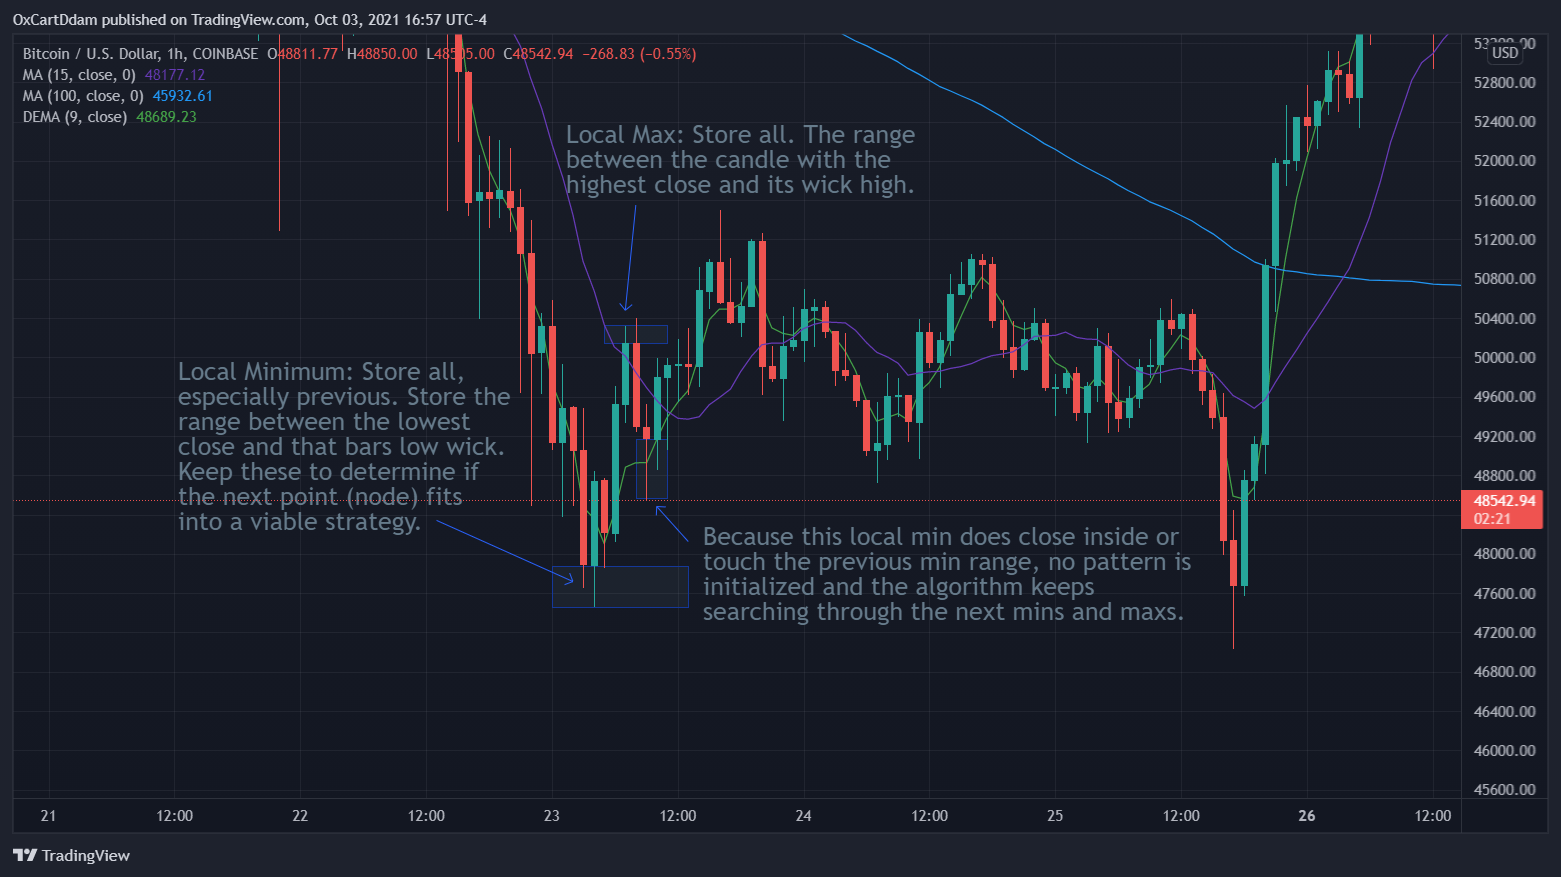 OxCartDdam published on TradingView.com, Oct 03, 2021 16:57 UTC-4
Bitcoin / U.S. Dollar, 1h, COINBASE O48811.77 H48850.00 C48542.94 −268.83 (−0.55%)
MA (15, close, 0) 48177.12
MA (100, close, 0) 45932.61
DEMA (9, close) 48689.23
Local Max: Store all. The range
between the candle with the
highest close and its wick high.
Local Minimum: Store all,
especially previous. Store the
range between the lowest
close and that bars low wick.
Keep these to determine if
the next point (node) fits
into a viable strategy.
Because this local min does close inside or
touch the previous min range, no pattern is
initialized and the algorithm keeps
searching through the next mins and maxs.
USD
52800.00
52400.00
52000.00
51600.00
51200.00
50800.00
50400.00
50000.00
49600.00
49200.00
48800.00
48542.94
02:21
48000.00
47600.00
47200.00
46800.00
46400.00
46000.00
45600.00
21 12:00 22 12:00 23 12:00 24 12:00 25 12:00 26 12:00
TradingView